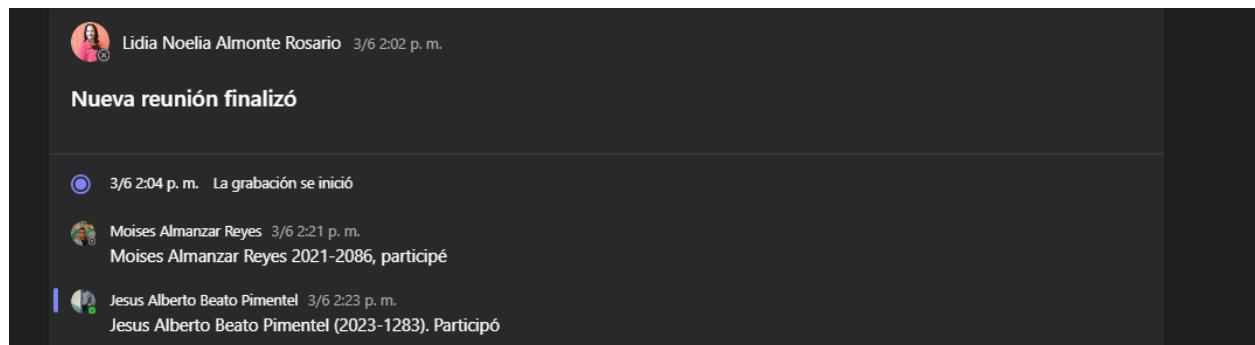 Lidia Noelia Almonte Rosario 3/6 2:02 p. m.
Nueva reunión finalizó
3/6 2:04 p. m. La grabación se inició
Moises Almanzar Reyes 3/6 2:21 p. m.
Moises Almanzar Reyes 2021-2086, participé
Jesus Alberto Beato Pimentel 3/6 2:23 p. m.
Jesus Alberto Beato Pimentel (2023-1283). Participó